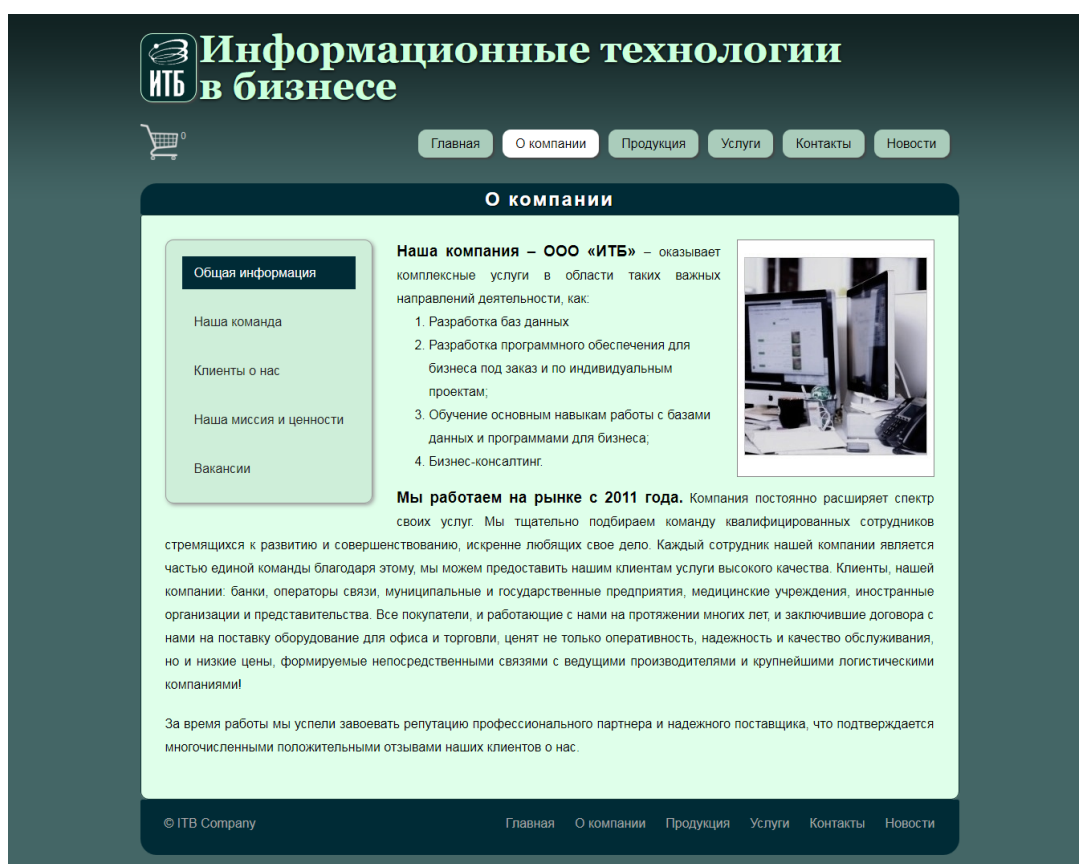 ИТБ
Информационные технологии
в бизнесе
0
Главная
О компании
Продукция
Услуги
Контакты
Новости
О компании
Общая информация
Наша команда
Клиенты о нас
Наша миссия и ценности
Вакансии
Наша компания – ООО «ИТБ» – оказывает
комплексные услуги в области таких важных
направлений деятельности, как:
1. Разработка баз данных
2. Разработка программного обеспечения для
бизнеса под заказ и по индивидуальным
проектам;
3. Обучение основным навыкам работы с базами
данных и программами для бизнеса;
4. Бизнес-консалтинг.
Мы работаем на рынке с 2011 года. Компания постоянно расширяет спектр
своих услуг. Мы тщательно подбираем команду квалифицированных сотрудников
стремящихся к развитию и совершенствованию, искренне любящих свое дело. Каждый сотрудник нашей компании является
частью единой команды благодаря этому, мы можем предоставить нашим клиентам услуги высокого качества. Клиенты, нашей
компании: банки, операторы связи, муниципальные и государственные предприятия, медицинские учреждения, иностранные
организации и представительства. Все покупатели, и работающие с нами на протяжении многих лет, и заключившие договора с
нами на поставку оборудование для офиса и торговли, ценят не только оперативность, надежность и качество обслуживания,
но и низкие цены, формируемые непосредственными связями с ведущими производителями и крупнейшими логистическими
компаниями!
За время работы мы успели завоевать репутацию профессионального партнера и надежного поставщика, что подтверждается
многочисленными положительными отзывами наших клиентов о нас.
© ITB Company
Главная
О компании
Продукция
Услуги
Контакты
Новости